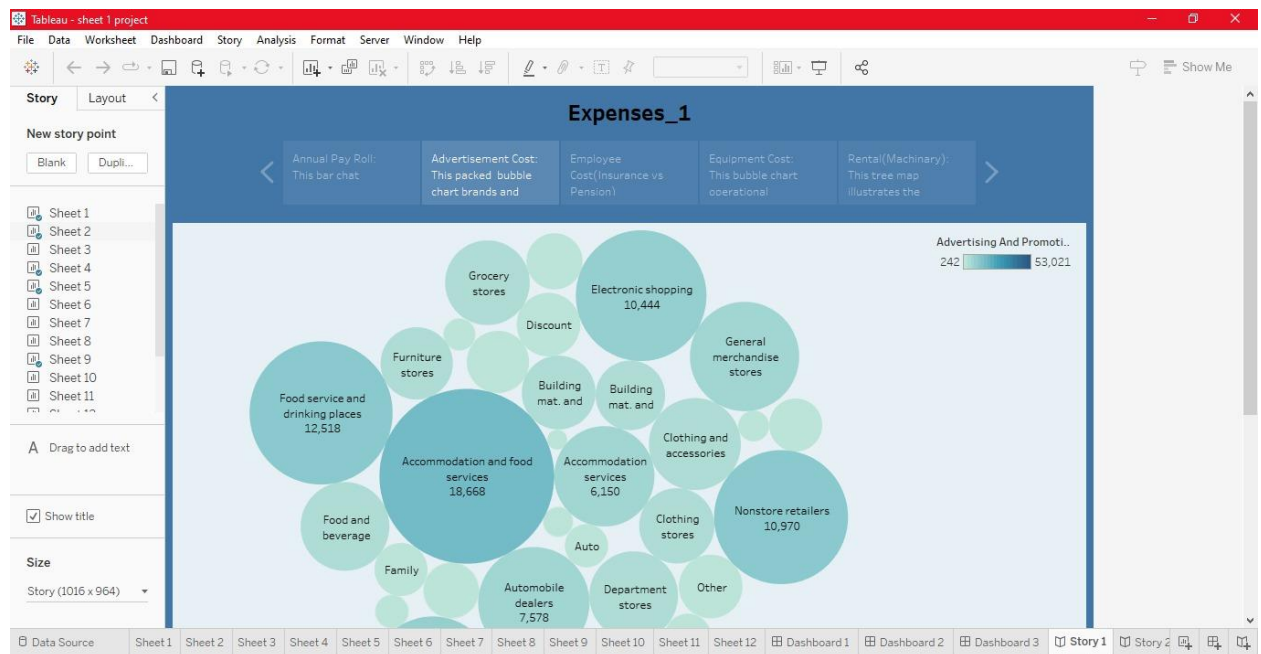 Tableau - sheet 1 project
File Data Worksheet Dashboard Story Analysis Format Server Window Help
Show Me
Story Layout
New story point
Blank Dupli...
Sheet 1
Sheet 2
Sheet 3
Sheet 4
Sheet 5
Sheet 6
Sheet 7
Sheet 8
Sheet 9
Sheet 10
Sheet 11
A Drag to add text
Show title
Size
Story (1016 x 964)
Expenses_1
Annual Pay Roll:
This bar chat
Advertisement Cost:
This packed bubble
chart brands and
Employee
Cost(Insurance vs
Pension)
Equipment Cost:
This bubble chart
operational
Rental(Machinary):
This tree map
illustrates the
Advertising And Promoti..
242 53,021
Grocery
stores
Electronic shopping
10,444
Discount
General
merchandise
stores
Furniture
stores
Building
mat. and
Building
mat. and
Food service and
drinking places
12,518
Clothing and
accessories
Accommodation and food
services
18,668
Accommodation
services
6,150
Nonstore retailers
10,970
Food and
beverage
Clothing
stores
Auto
Family
Automobile
dealers
7,578
Department
stores
Other
Data Source Sheet 1 Sheet 2 Sheet 3 Sheet 4 Sheet 5 Sheet 6 Sheet 7 Sheet 8 Sheet 9 Sheet 10 Sheet 11 Sheet 12 Dashboard 1 Dashboard 2 Dashboard 3 Story 1 Story 2